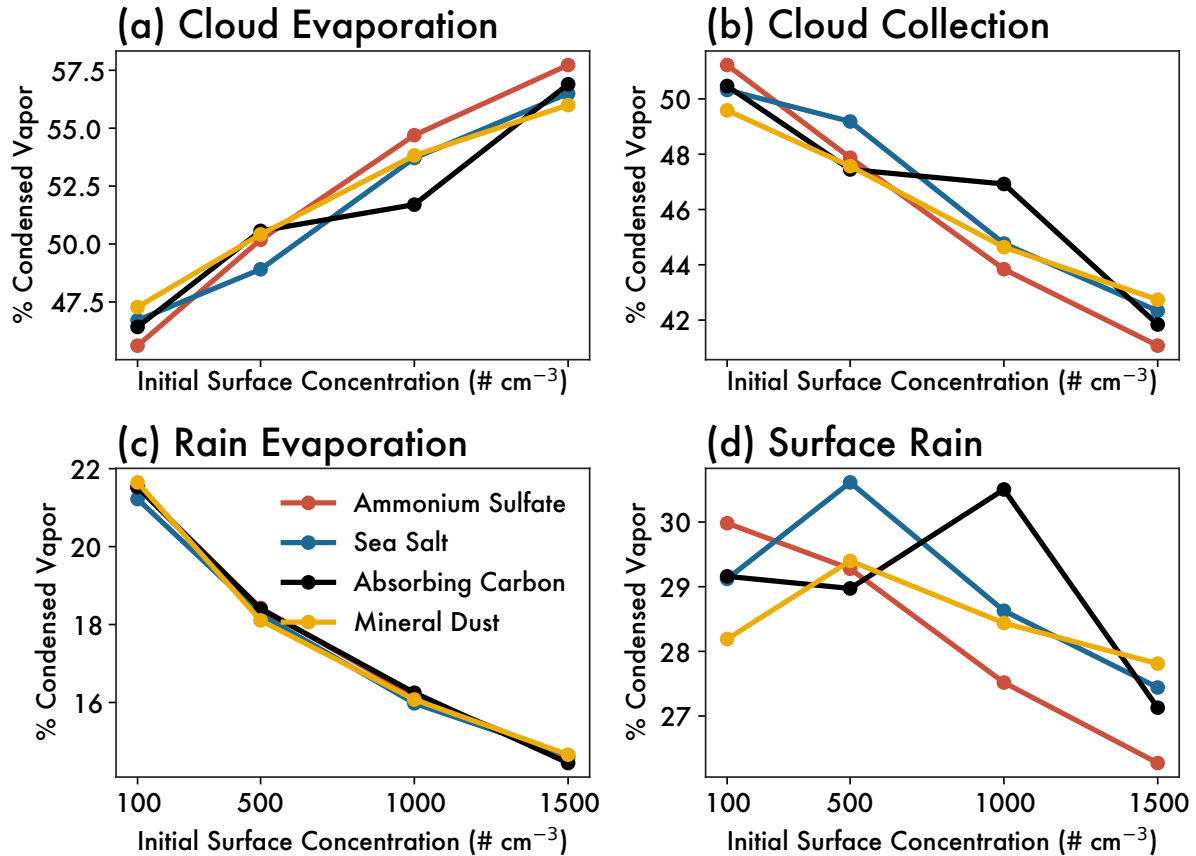 (a) Cloud Evaporation
(b) Cloud Collection
% Condensed Vapor
57.5
55.0
52.5
50.0
47.5
Initial Surface Concentration (# cm⁻³)
% Condensed Vapor
50
48
46
44
42
Initial Surface Concentration (# cm⁻³)
(c) Rain Evaporation
(d) Surface Rain
% Condensed Vapor
22
20
18
16
Ammonium Sulfate
Sea Salt
Absorbing Carbon
Mineral Dust
100 500 1000 1500
Initial Surface Concentration (# cm⁻³)
% Condensed Vapor
30
29
28
27
100 500 1000 1500
Initial Surface Concentration (# cm⁻³)